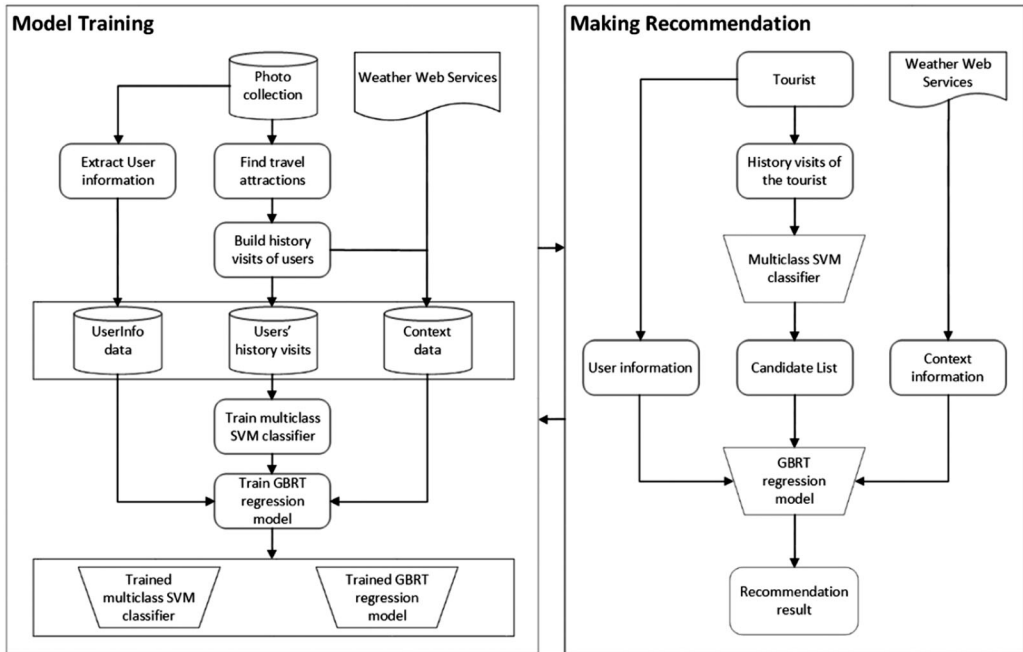 Model Training
Photo
collection
Weather Web Services
Extract User
information
Find travel
attractions
Build history
visits of users
UserInfo
data
Users'
history visits
Context
data
Train multiclass
SVM classifier
Train GBRT
regression
model
Trained
multiclass SVM
classifier
Trained GBRT
regression
model
Making Recommendation
Tourist
Weather Web
Services
History visits of
the tourist
Multiclass SVM
classifier
User information
Candidate List
Context
information
GBRT
regression
model
Recommendation
result